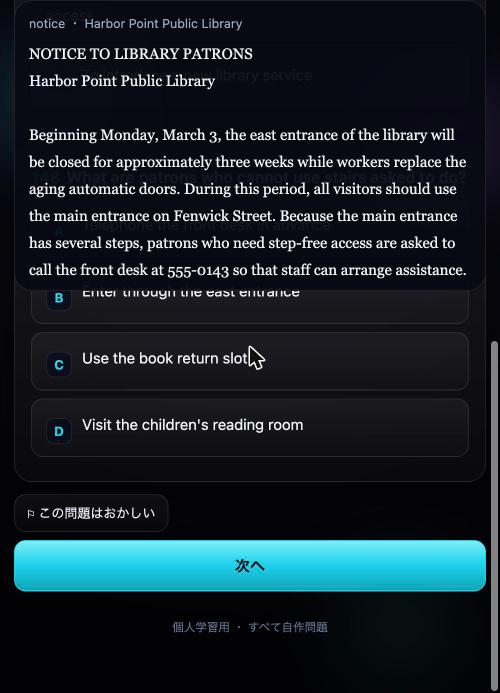 notice ・ Harbor Point Public Library
NOTICE TO LIBRARY PATRONS
Harbor Point Public Library
Beginning Monday, March 3, the east entrance of the library will
be closed for approximately three weeks while workers replace the
aging automatic doors. During this period, all visitors should use
the main entrance on Fenwick Street. Because the main entrance
has several steps, patrons who need step-free access are asked to
call the front desk at 555-0143 so that staff can arrange assistance.
B Enter through the east entrance
C Use the book return slot
D Visit the children's reading room
この問題はおかしい
次へ
個人学習用 ・ すべて自作問題